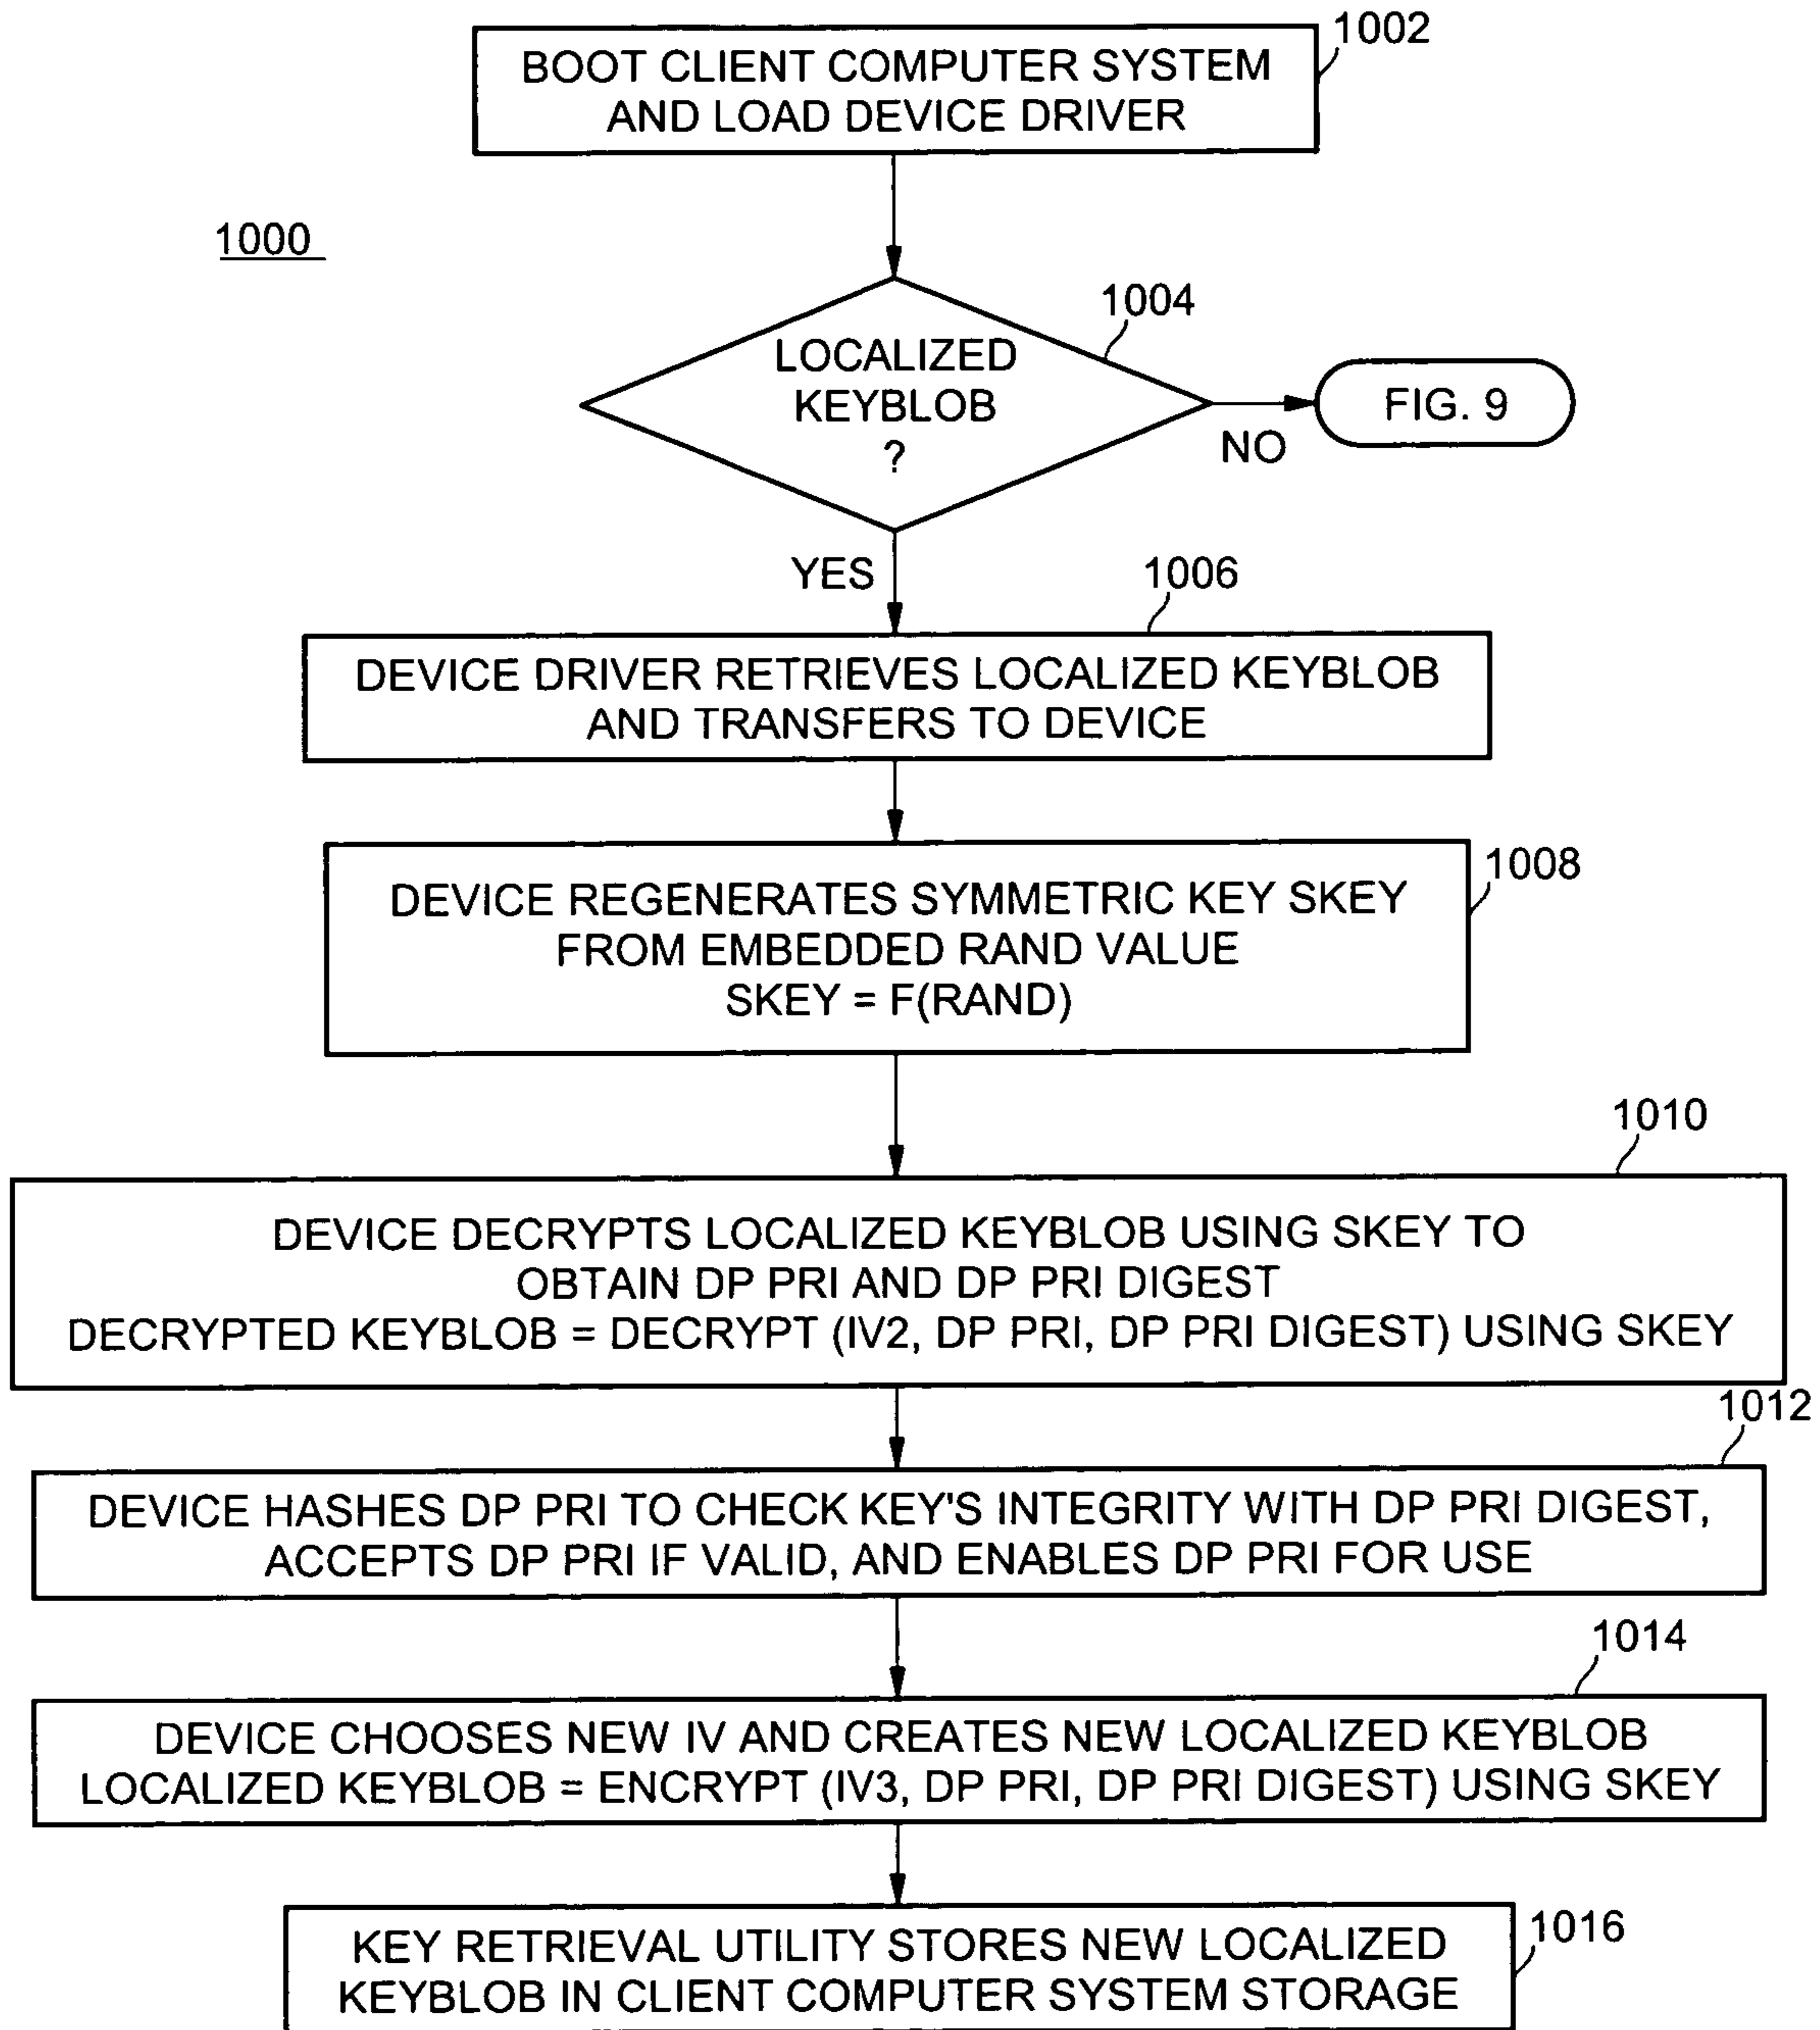 1002
BOOT CLIENT COMPUTER SYSTEM
AND LOAD DEVICE DRIVER
1000
1004
LOCALIZED
KEYBLOB
?
FIG. 9
NO
YES
1006
DEVICE DRIVER RETRIEVES LOCALIZED KEYBLOB
AND TRANSFERS TO DEVICE
1008
DEVICE REGENERATES SYMMETRIC KEY SKEY
FROM EMBEDDED RAND VALUE
SKEY = F(RAND)
1010
DEVICE DECRYPTS LOCALIZED KEYBLOB USING SKEY TO
OBTAIN DP PRI AND DP PRI DIGEST
DECRYPTED KEYBLOB = DECRYPT (IV2, DP PRI, DP PRI DIGEST) USING SKEY
1012
DEVICE HASHES DP PRI TO CHECK KEY'S INTEGRITY WITH DP PRI DIGEST,
ACCEPTS DP PRI IF VALID, AND ENABLES DP PRI FOR USE
1014
DEVICE CHOOSES NEW IV AND CREATES NEW LOCALIZED KEYBLOB
LOCALIZED KEYBLOB = ENCRYPT (IV3, DP PRI, DP PRI DIGEST) USING SKEY
1016
KEY RETRIEVAL UTILITY STORES NEW LOCALIZED
KEYBLOB IN CLIENT COMPUTER SYSTEM STORAGE